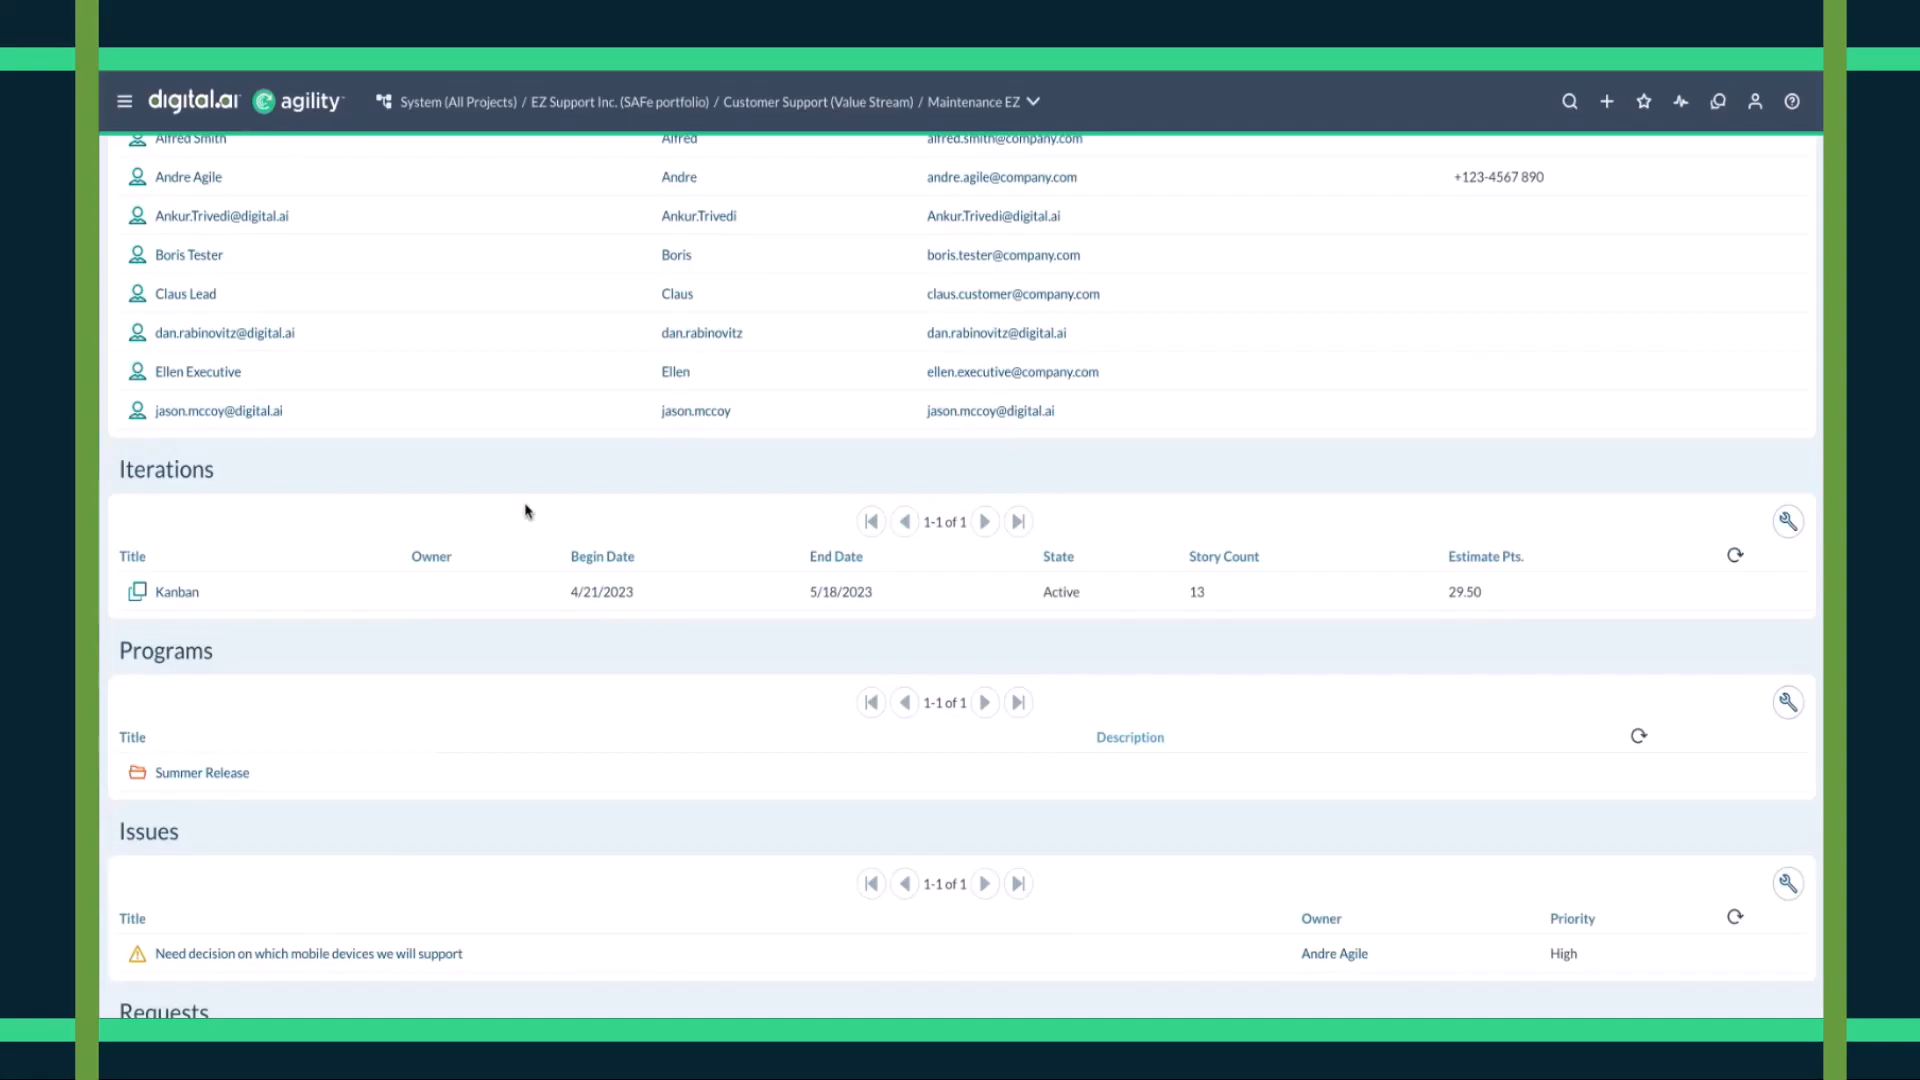 digital.ai agility System (All Projects) / EZ Support Inc. (SAFe portfolio) / Customer Support (Value Stream) / Maintenance EZ
Alfred Smith Alfred alfred.smith@company.com
Andre Agile Andre andre.agile@company.com +123-4567 890
Ankur.Trivedi@digital.ai Ankur.Trivedi Ankur.Trivedi@digital.ai
Boris Tester Boris boris.tester@company.com
Claus Lead Claus claus.customer@company.com
dan.rabinovitz@digital.ai dan.rabinovitz dan.rabinovitz@digital.ai
Ellen Executive Ellen ellen.executive@company.com
jason.mccoy@digital.ai jason.mccoy jason.mccoy@digital.ai
Iterations
1-1 of 1
Title Owner Begin Date End Date State Story Count Estimate Pts.
Kanban 4/21/2023 5/18/2023 Active 13 29.50
Programs
1-1 of 1
Title Description
Summer Release
Issues
1-1 of 1
Title Owner Priority
Need decision on which mobile devices we will support Andre Agile High
Requests